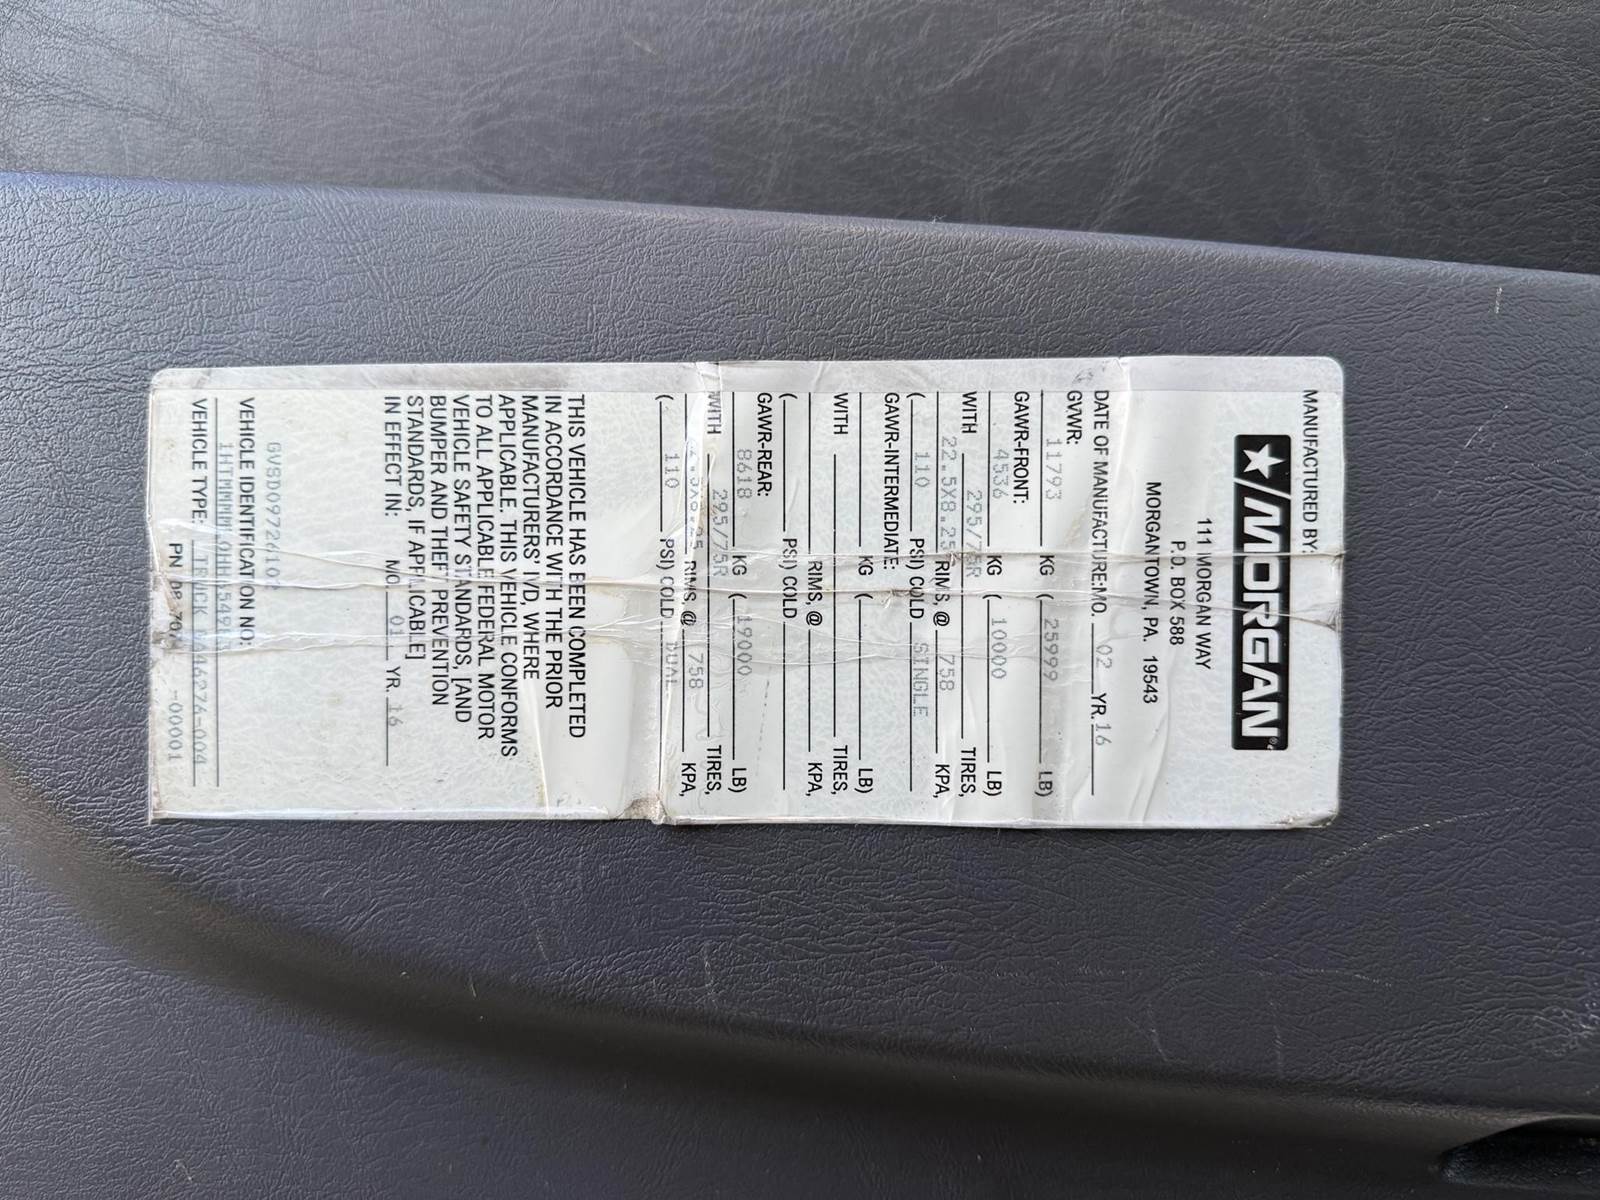 MANUFACTURED BY:
MORGAN
111 MORGAN WAY
P.O. BOX 588
MORGANTOWN, PA. 19543
DATE OF MANUFACTURE: MO. 02 YR. 16
GVWR:
11793 KG ( 25999 LB)
GAWR-FRONT:
4536 KG ( 10000 LB)
WITH 295/75R TIRES,
22.5X8.25 RIMS, @ 758 KPA,
( 110 PSI) COLD SINGLE
GAWR-INTERMEDIATE:
KG ( LB)
WITH TIRES,
RIMS, @ KPA,
( PSI) COLD
GAWR-REAR:
8618 KG ( 19000 LB)
WITH 295/75R TIRES,
RIMS, @ 758 KPA,
( 110 PSI) COLD DUAL
THIS VEHICLE HAS BEEN COMPLETED
IN ACCORDANCE WITH THE PRIOR
MANUFACTURERS' IVD, WHERE
APPLICABLE. THIS VEHICLE CONFORMS
TO ALL APPLICABLE FEDERAL MOTOR
VEHICLE SAFETY STANDARDS, [AND
BUMPER AND THEFT PREVENTION
STANDARDS, IF APPLICABLE]
IN EFFECT IN: MO. 01 YR. 16
VEHICLE IDENTIFICATION NO:
VEHICLE TYPE: TRUCK
PN -00001